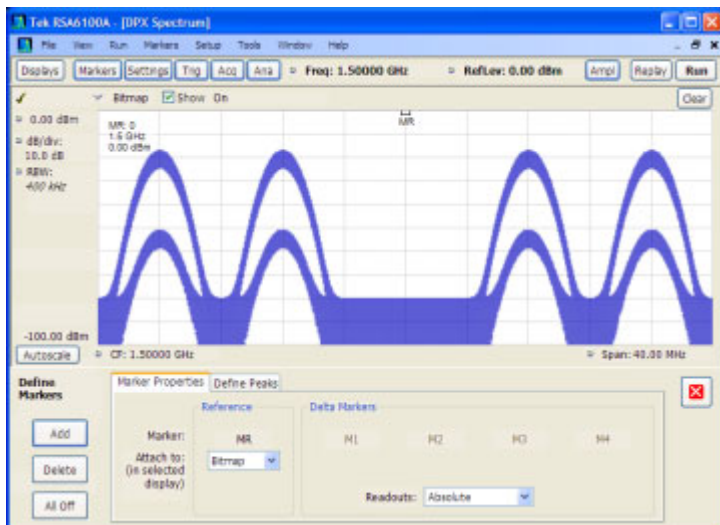 Tek RSA6100A - [DPX Spectrum]
File View Run Markers Setup Tools Window Help
Displays Markers Settings Trig Acq Ana Freq: 1.50000 GHz RefLev: 0.00 dBm Ampl Replay Run
Bitmap Show On Clear
0.00 dBm
dB/div:
10.0 dB
RBW:
400 kHz
-100.00 dBm
MR: 0
1.5 GHz
0.00 dBm
MR
Autoscale CF: 1.50000 GHz Span: 40.00 MHz
Define
Markers
Add
Delete
All Off
Marker Properties Define Peaks
Reference Delta Markers
Marker: MR M1 M2 M3 M4
Attach to: Bitmap
(in selected
display)
Readouts: Absolute